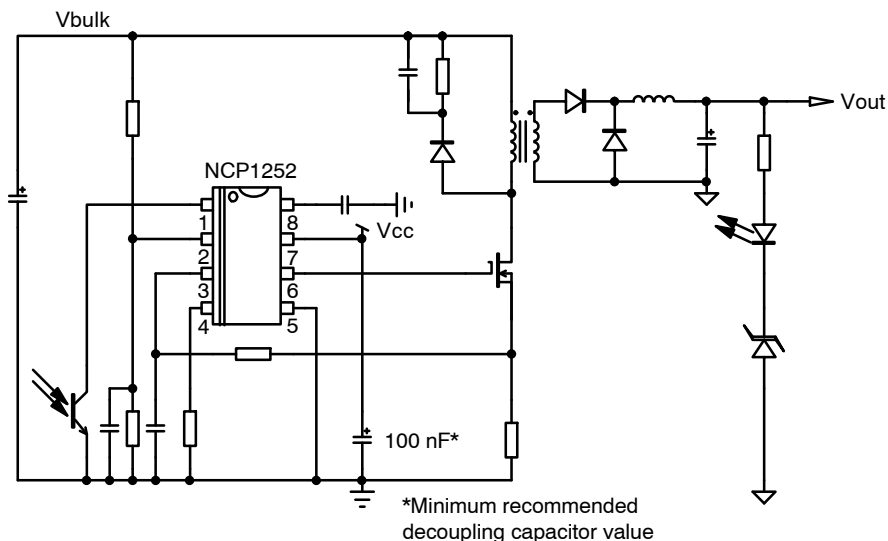 Vbulk
Vout
NCP1252
1
8
Vcc
2
7
3
6
4
5
100 nF*
*Minimum recommended
decoupling capacitor value